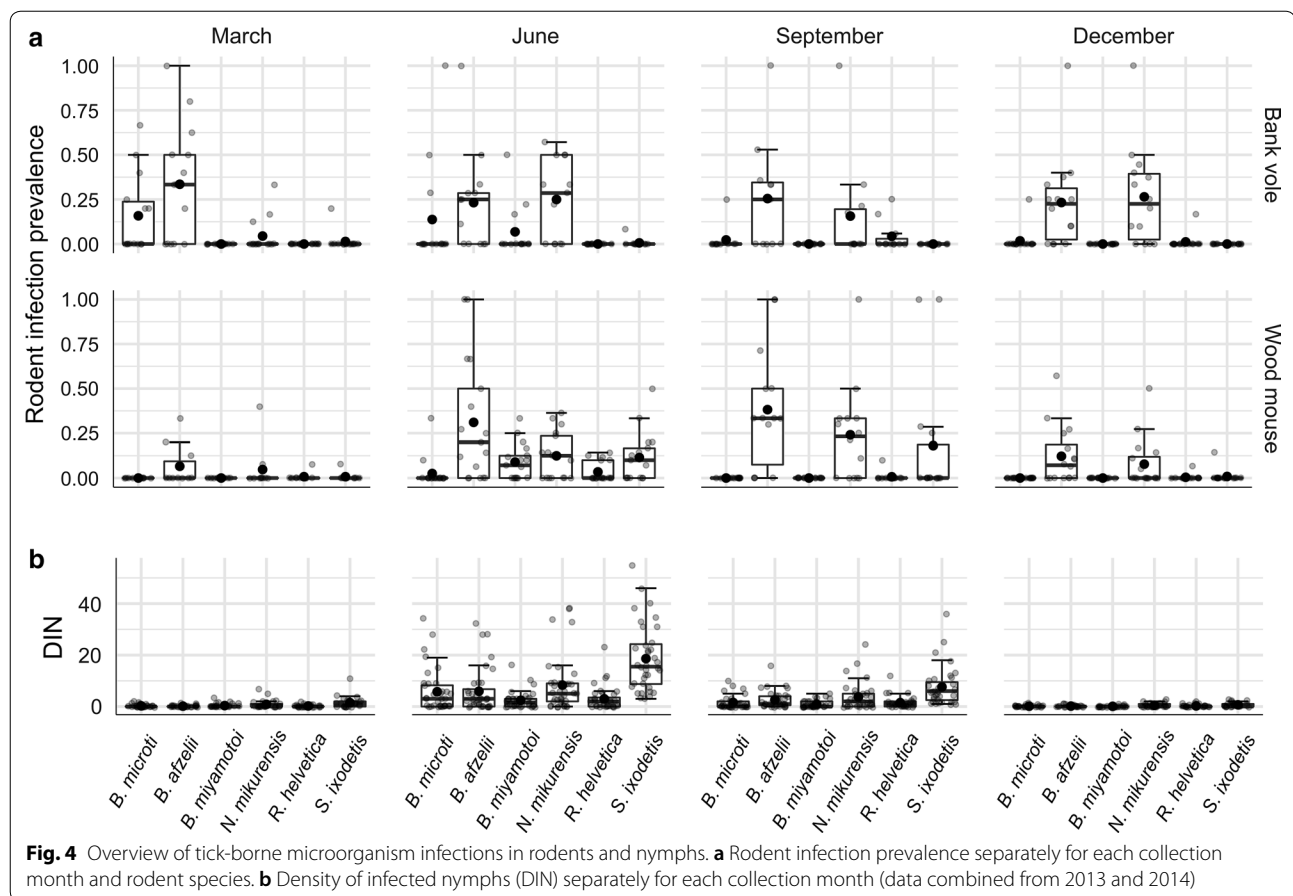 a
March
June
September
December
Rodent infection prevalence
1.00
0.75
0.50
0.25
0.00
Bank vole
1.00
0.75
0.50
0.25
0.00
Wood mouse
b
DIN
40
20
0
B. microti
B. afzelii
B. miyamotoi
N. mikurensis
R. helvetica
S. ixodetis
B. microti
B. afzelii
B. miyamotoi
N. mikurensis
R. helvetica
S. ixodetis
B. microti
B. afzelii
B. miyamotoi
N. mikurensis
R. helvetica
S. ixodetis
B. microti
B. afzelii
B. miyamotoi
N. mikurensis
R. helvetica
S. ixodetis
Fig. 4 Overview of tick-borne microorganism infections in rodents and nymphs. a Rodent infection prevalence separately for each collection
month and rodent species. b Density of infected nymphs (DIN) separately for each collection month (data combined from 2013 and 2014)